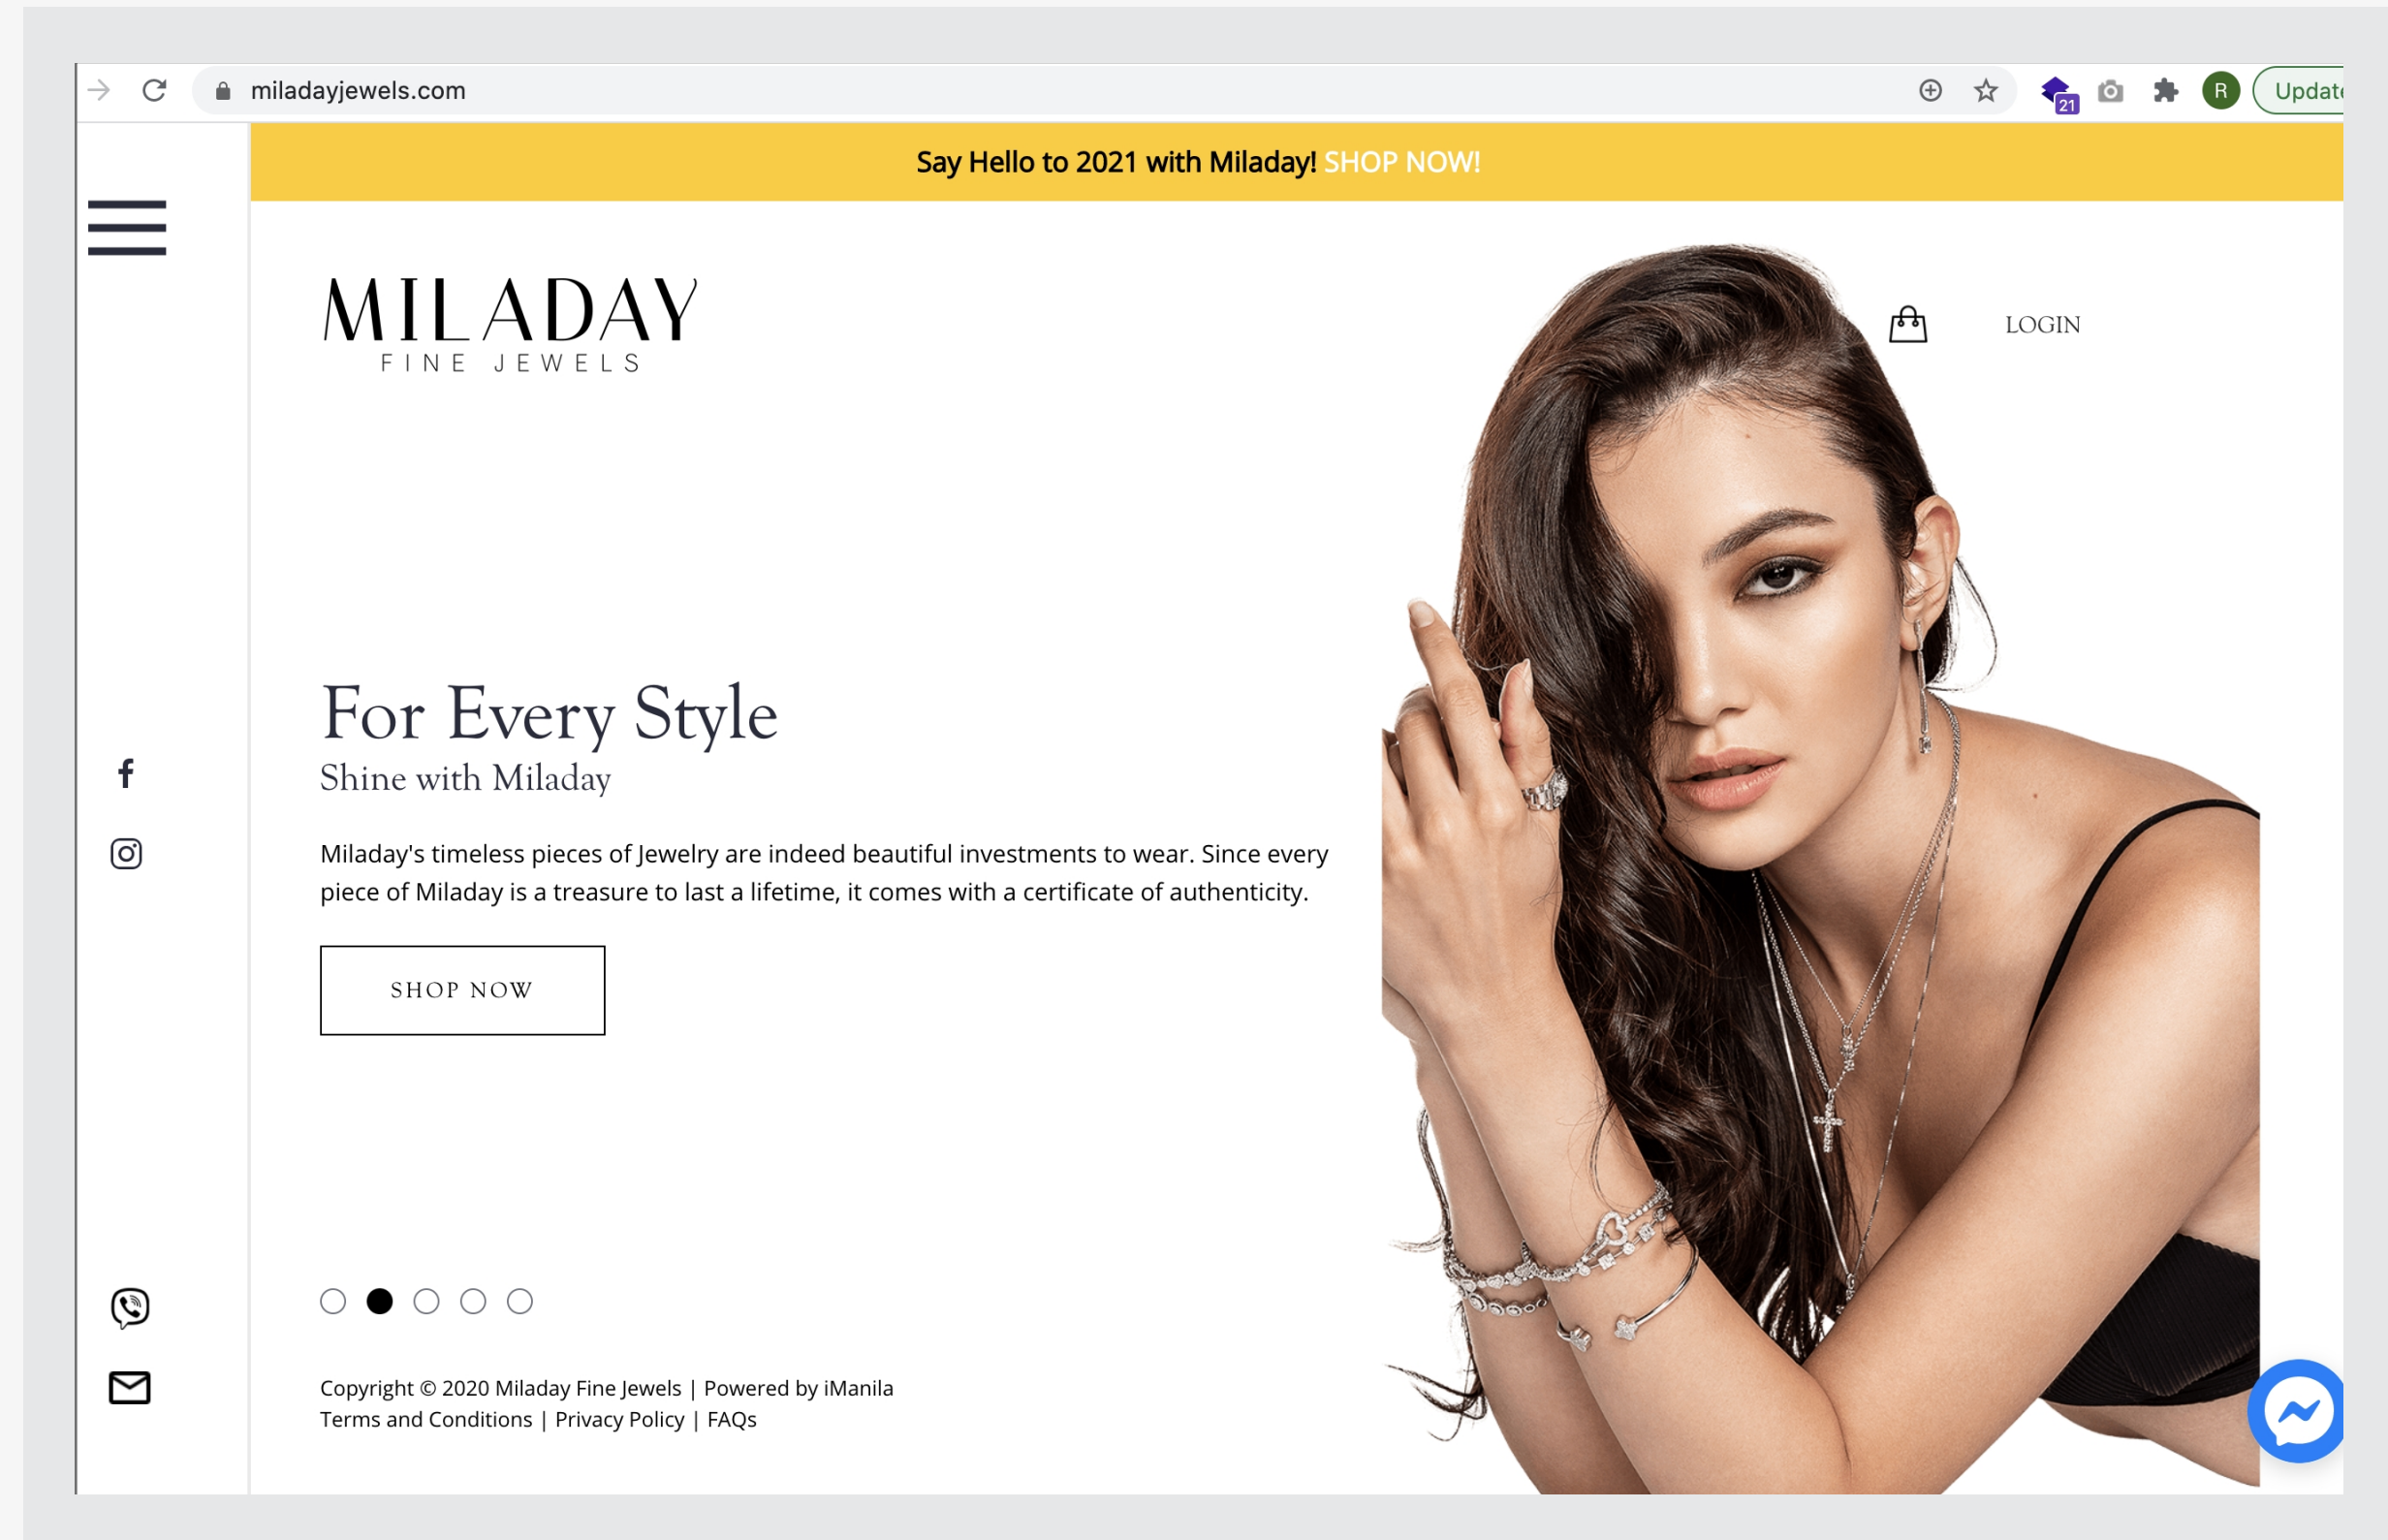 miladayjewels.com
21
R
Say Hello to 2021 with Miladay! SHOP NOW!
MILADAY
FINE JEWELS
LOGIN
For Every Style
Shine with Miladay
Miladay's timeless pieces of Jewelry are indeed beautiful investments to wear. Since every
piece of Miladay is a treasure to last a lifetime, it comes with a certificate of authenticity.
SHOP NOW
Copyright © 2020 Miladay Fine Jewels | Powered by iManila
Terms and Conditions | Privacy Policy | FAQs